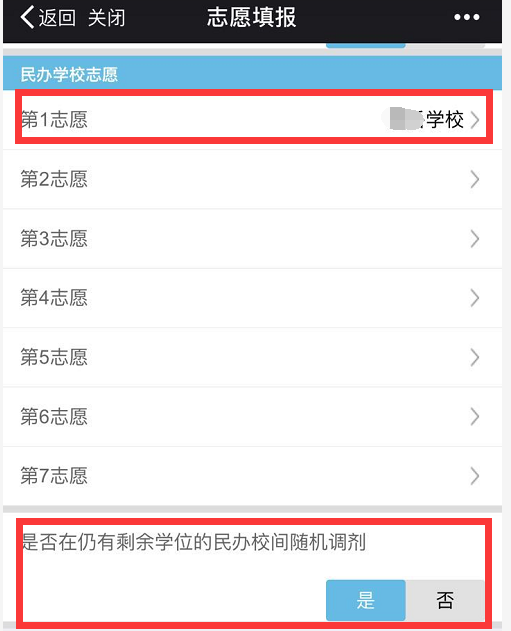 返回 关闭 志愿填报
民办学校志愿
第1志愿 学校
第2志愿
第3志愿
第4志愿
第5志愿
第6志愿
第7志愿
是否在仍有剩余学位的民办校间随机调剂
是 否